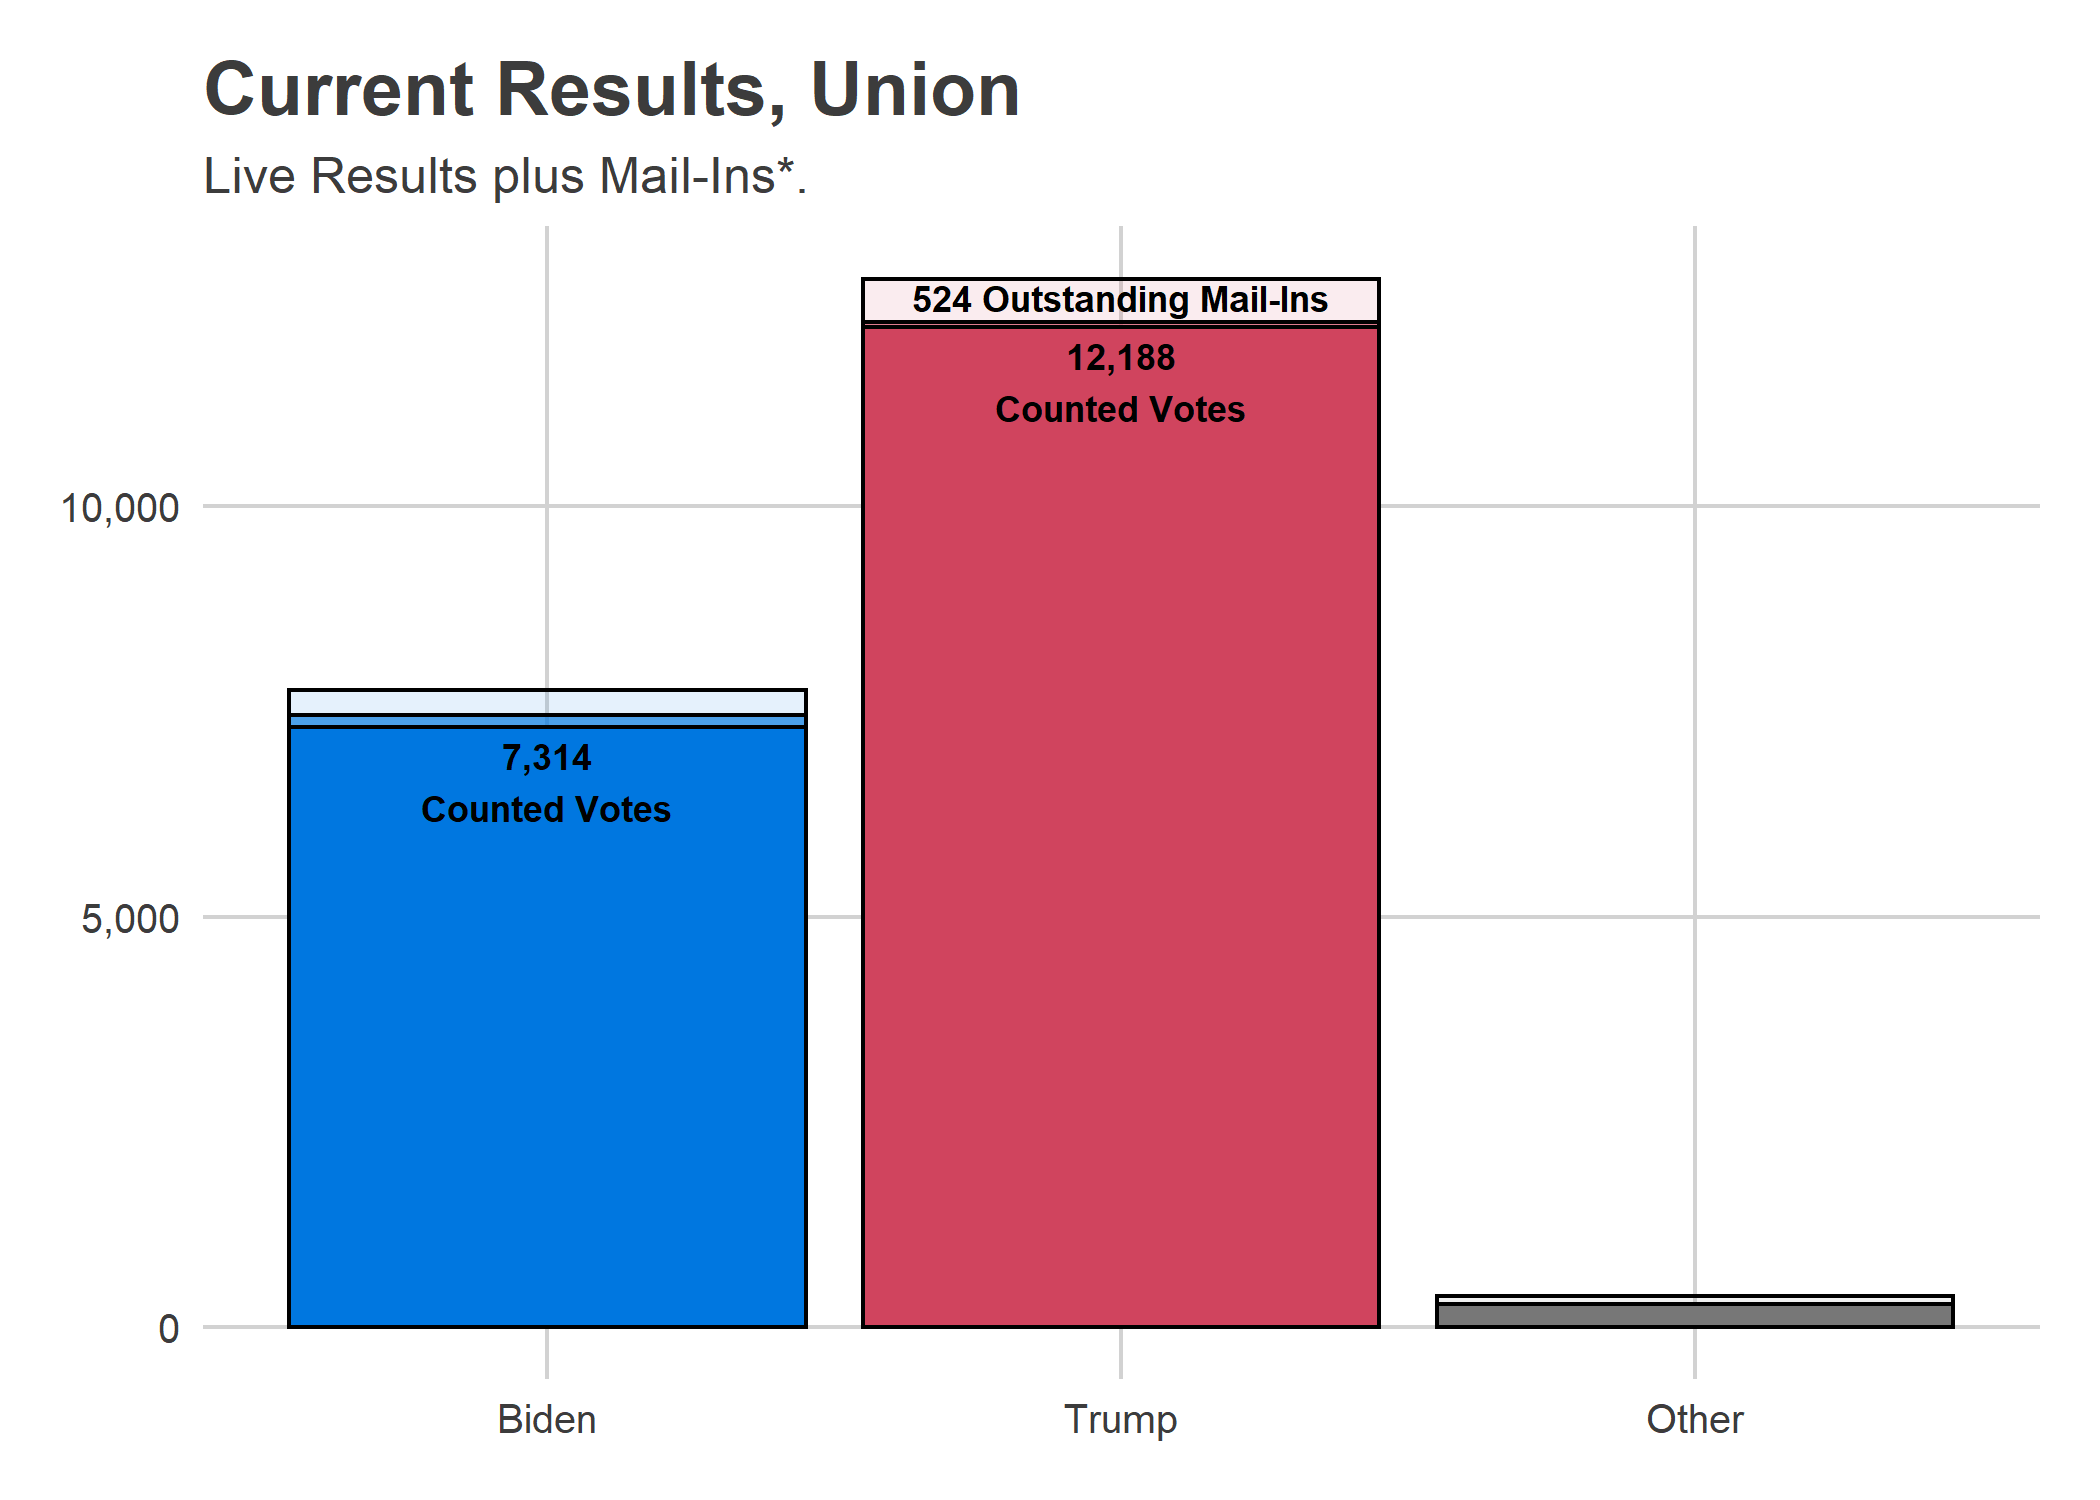 Current Results, Union
Live Results plus Mail-Ins*.
524 Outstanding Mail-Ins
12,188
Counted Votes
10,000
7,314
Counted Votes
5,000
0
Biden
Trump
Other